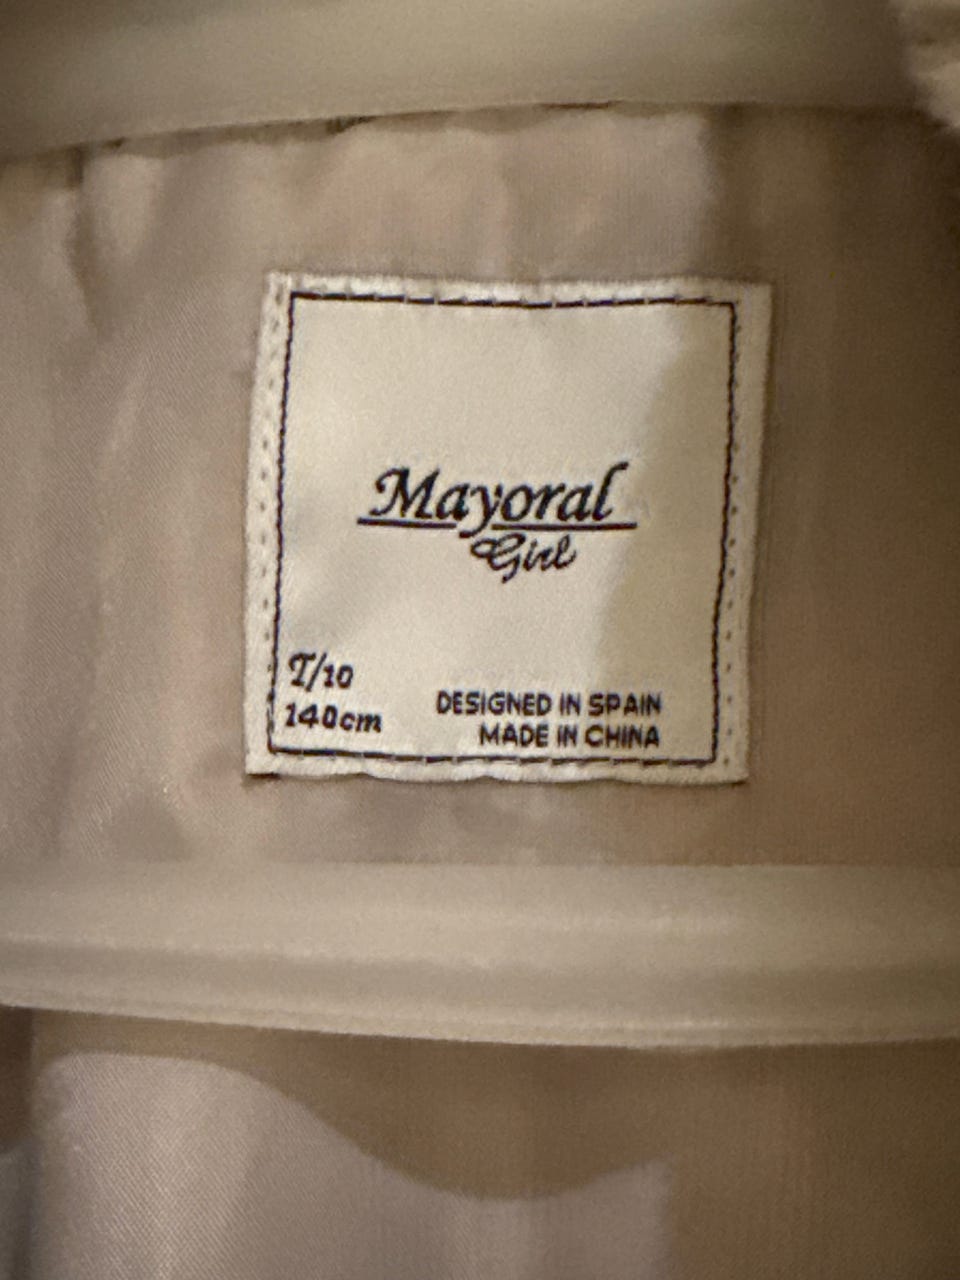 Mayoral
Girl
T/10
140cm
DESIGNED IN SPAIN
MADE IN CHINA